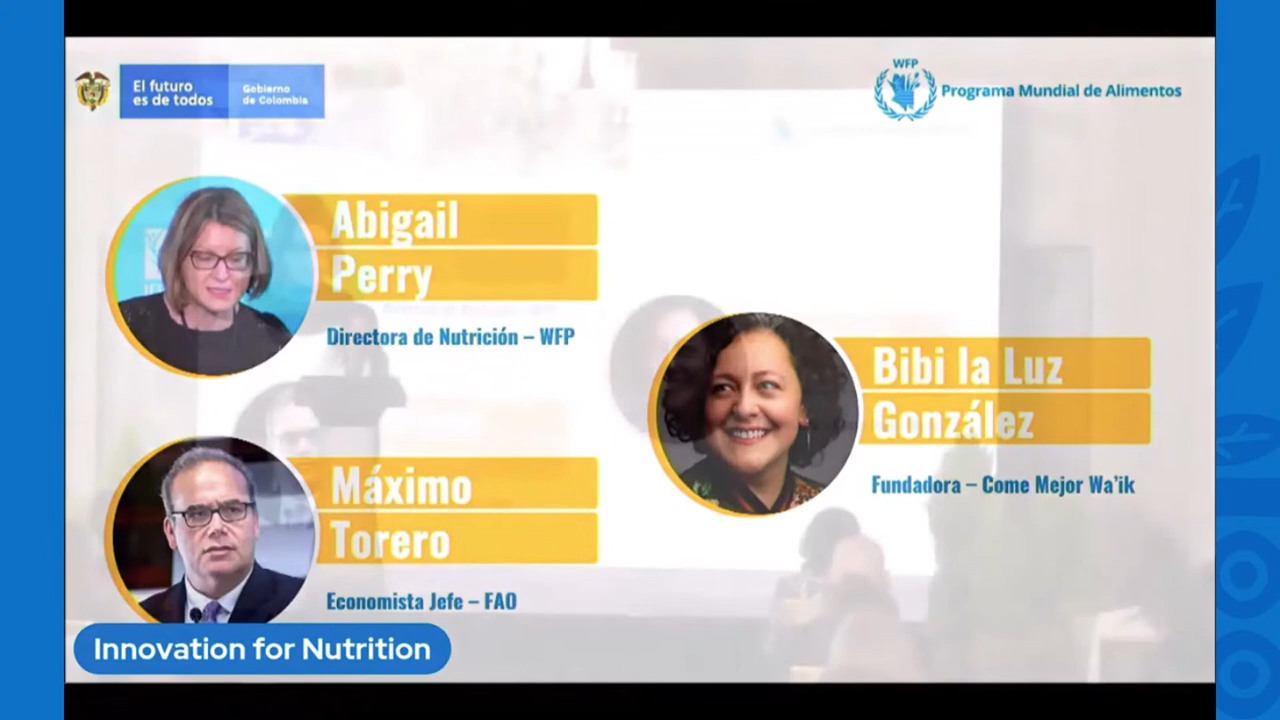 El futuro
es de todos
Gobierno
de Colombia
WFP
Programa Mundial de Alimentos
Abigail
Perry
Directora de Nutrición – WFP
Bibi la Luz
González
Fundadora – Come Mejor Wa’ik
Máximo
Torero
Economista Jefe – FAO
Innovation for Nutrition